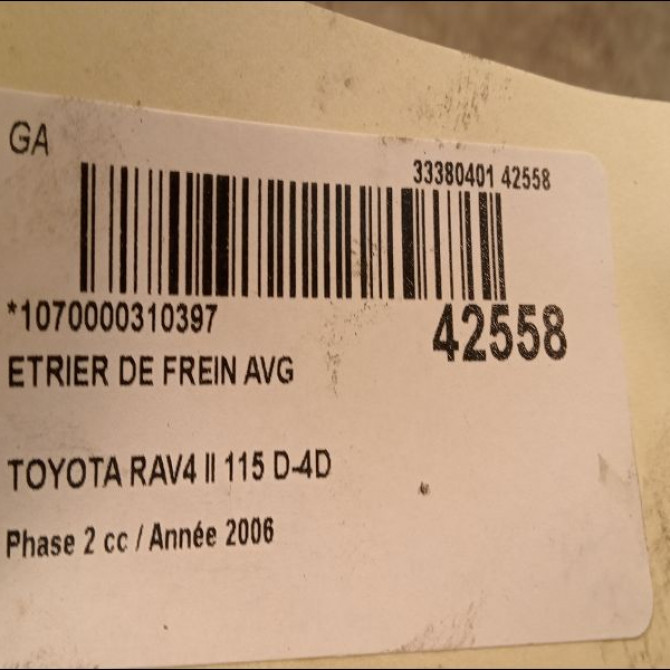 GA
33380401 42558
*1070000310397
42558
ETRIER DE FREIN AVG
TOYOTA RAV4 II 115 D-4D
Phase 2 cc / Année 2006